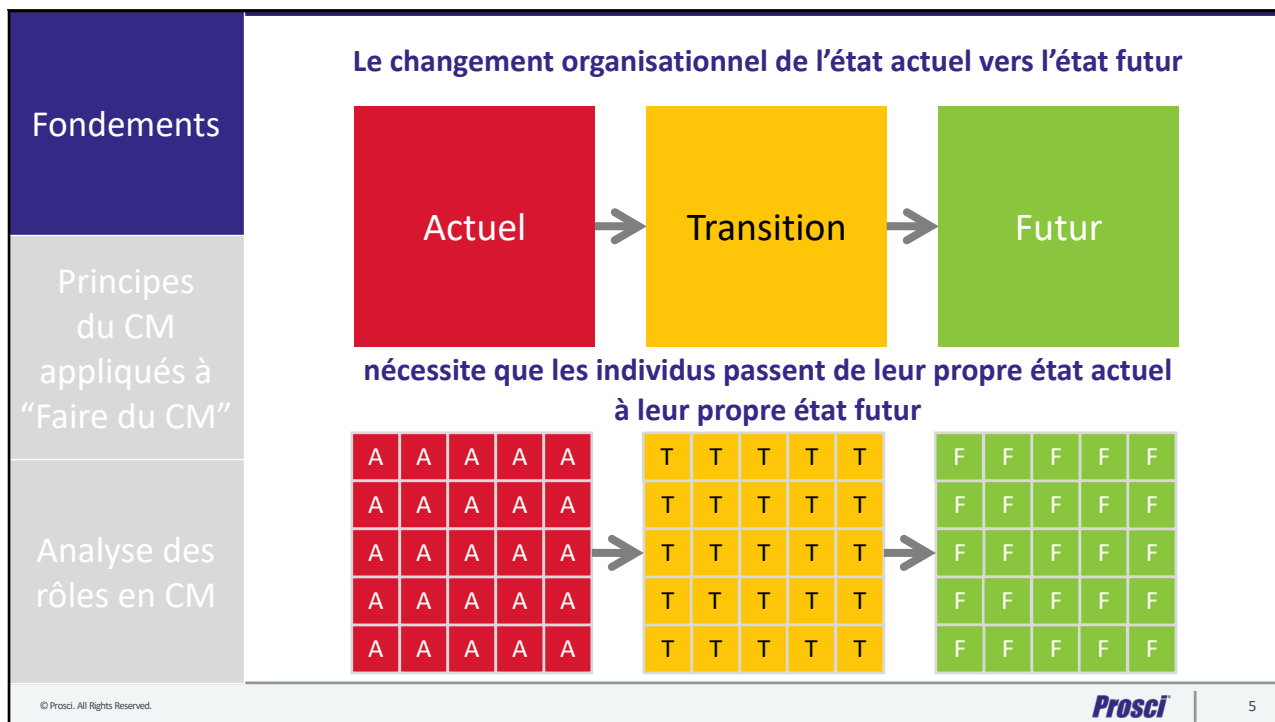 Fondements
Principes
du CM
appliqués à
“Faire du CM”
Analyse des
rôles en CM
Le changement organisationnel de l’état actuel vers l’état futur
Actuel
Transition
Futur
nécessite que les individus passent de leur propre état actuel
à leur propre état futur
A A A A A
A A A A A
A A A A A
A A A A A
A A A A A
T T T T T
T T T T T
T T T T T
T T T T T
T T T T T
F F F F F
F F F F F
F F F F F
F F F F F
F F F F F
© Prosci. All Rights Reserved.
Prosci
5